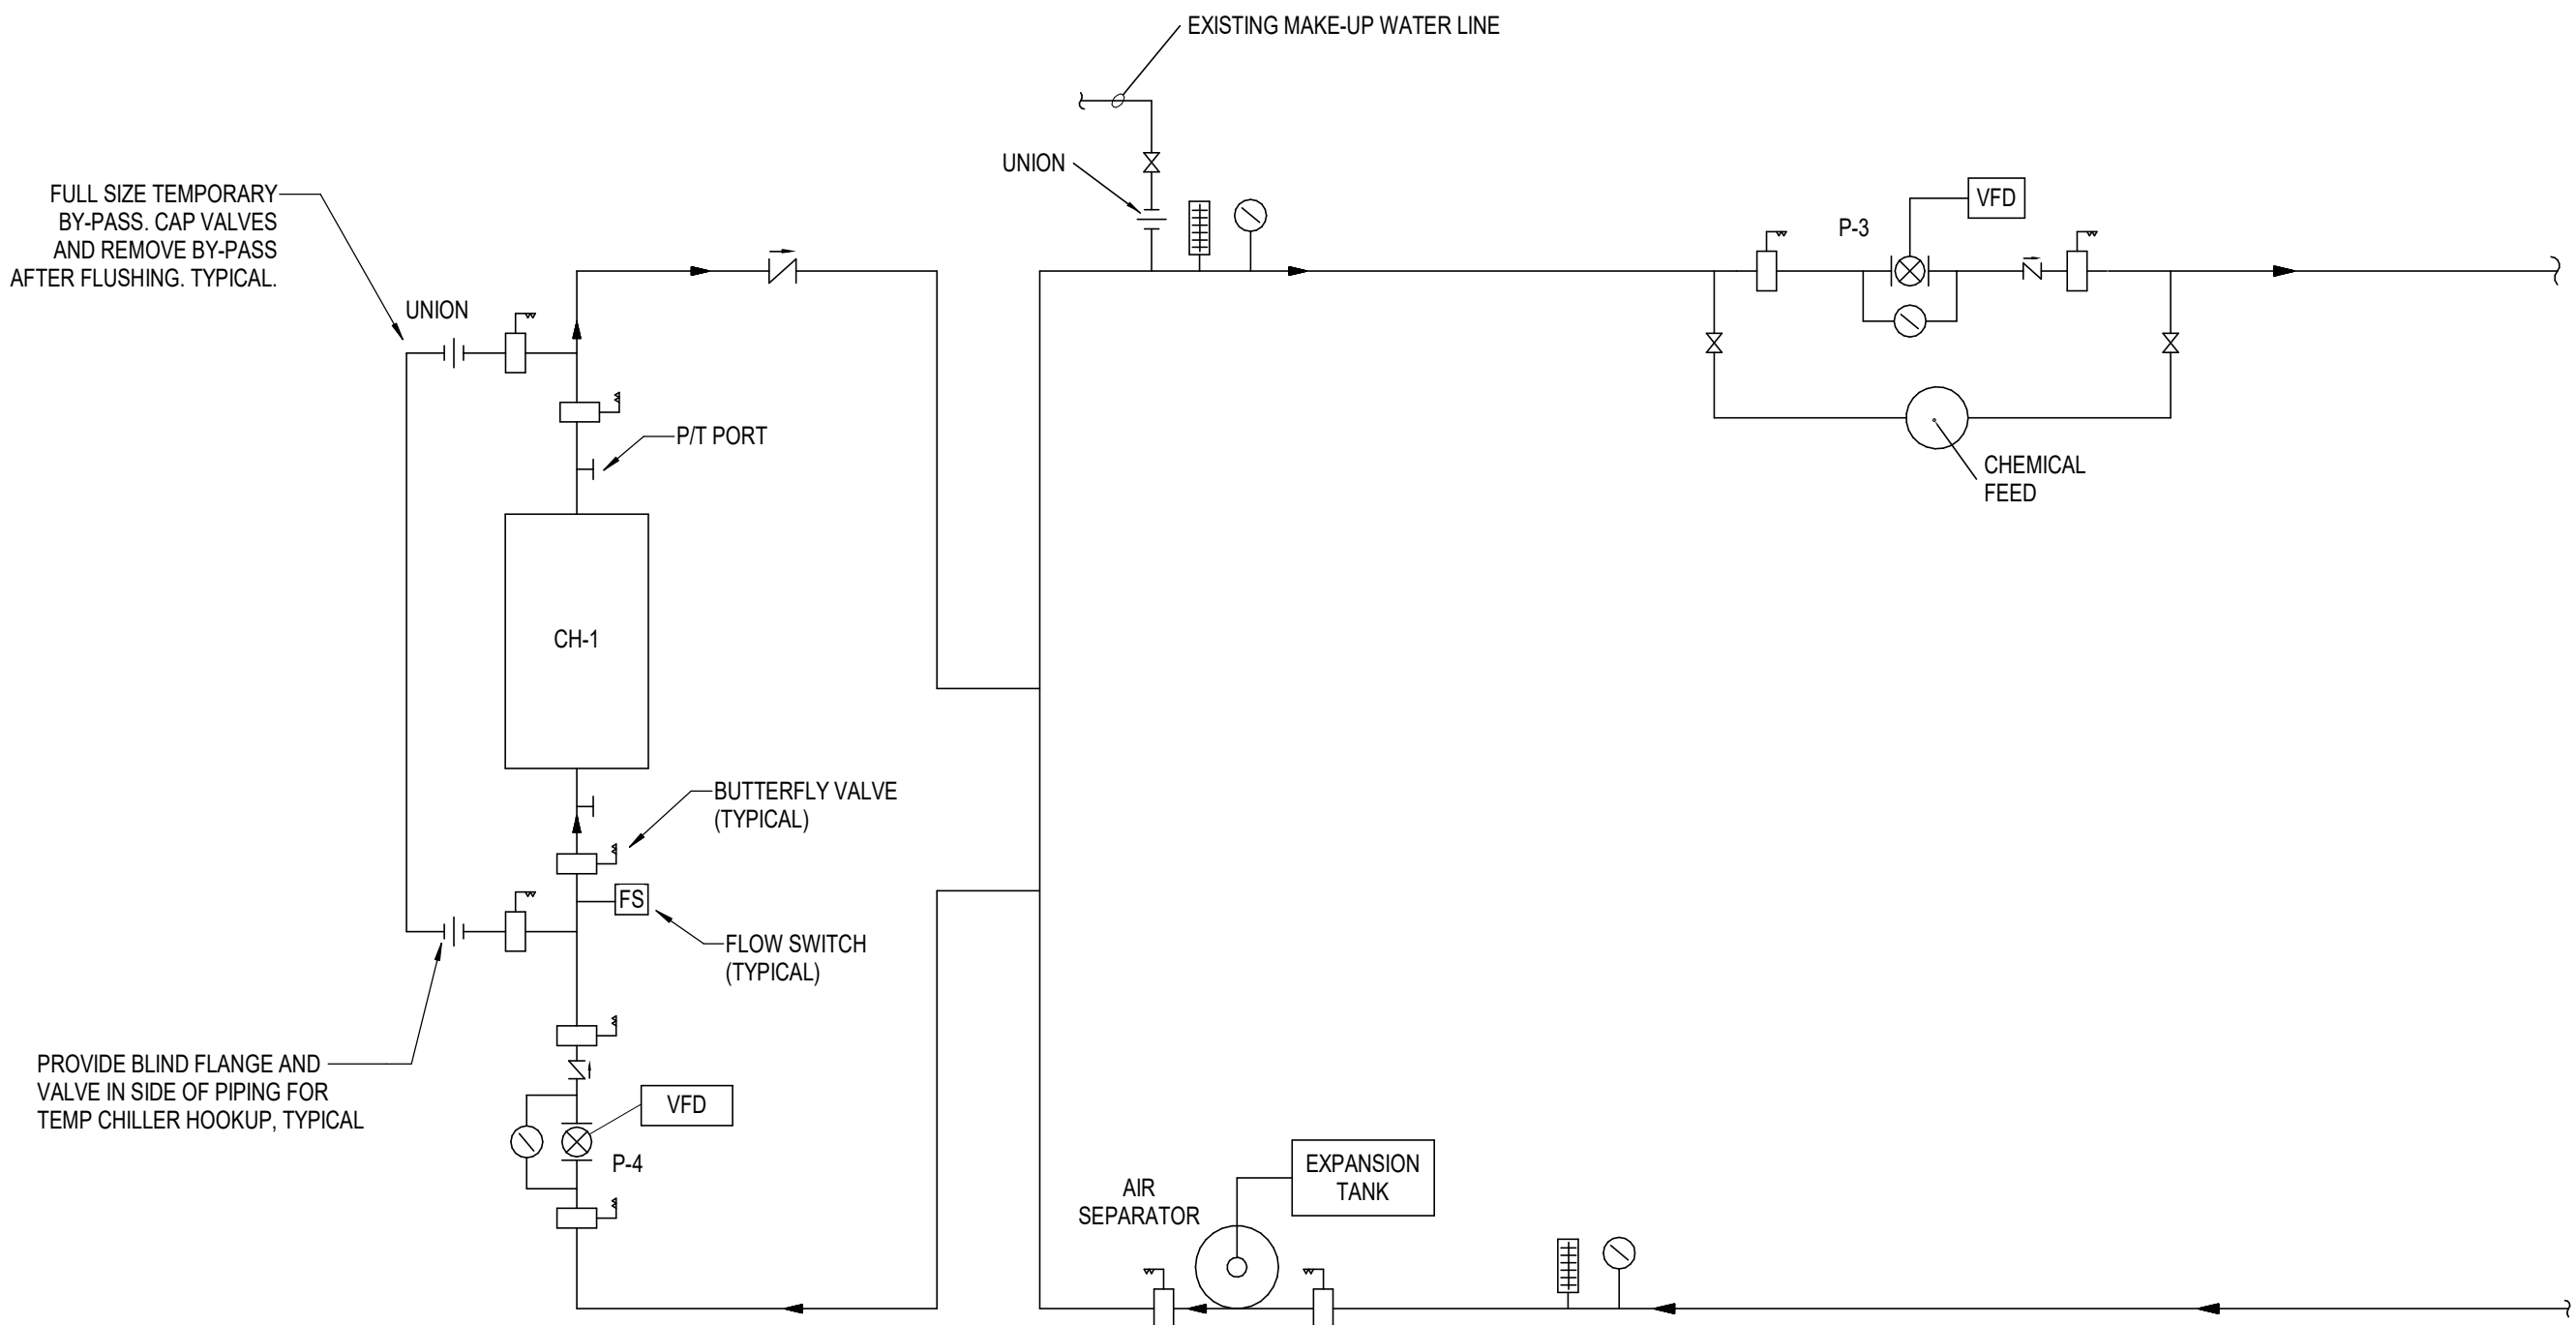 EXISTING MAKE-UP WATER LINE
UNION
FULL SIZE TEMPORARY
BY-PASS. CAP VALVES
AND REMOVE BY-PASS
AFTER FLUSHING. TYPICAL.
VFD
P-3
UNION
P/T PORT
CHEMICAL
FEED
CH-1
BUTTERFLY VALVE
(TYPICAL)
FS
FLOW SWITCH
(TYPICAL)
PROVIDE BLIND FLANGE AND
VALVE IN SIDE OF PIPING FOR
TEMP CHILLER HOOKUP, TYPICAL
VFD
P-4
EXPANSION
TANK
AIR
SEPARATOR